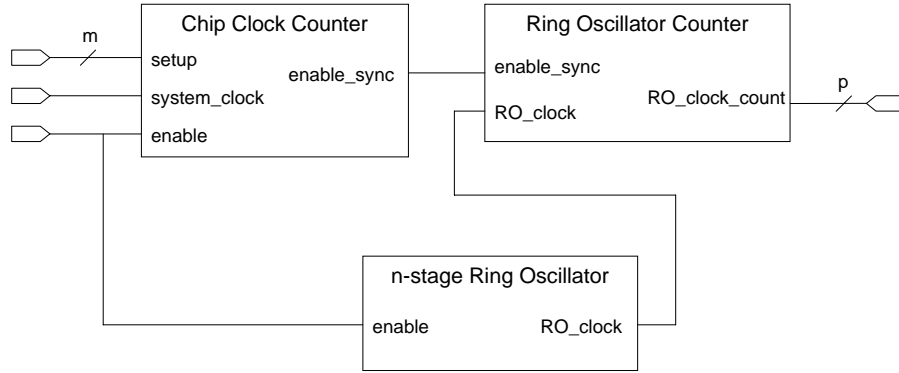 Chip Clock Counter
Ring Oscillator Counter
m
setup
enable_sync
system_clock
enable
enable_sync
RO_clock
RO_clock_count
p
n-stage Ring Oscillator
enable
RO_clock